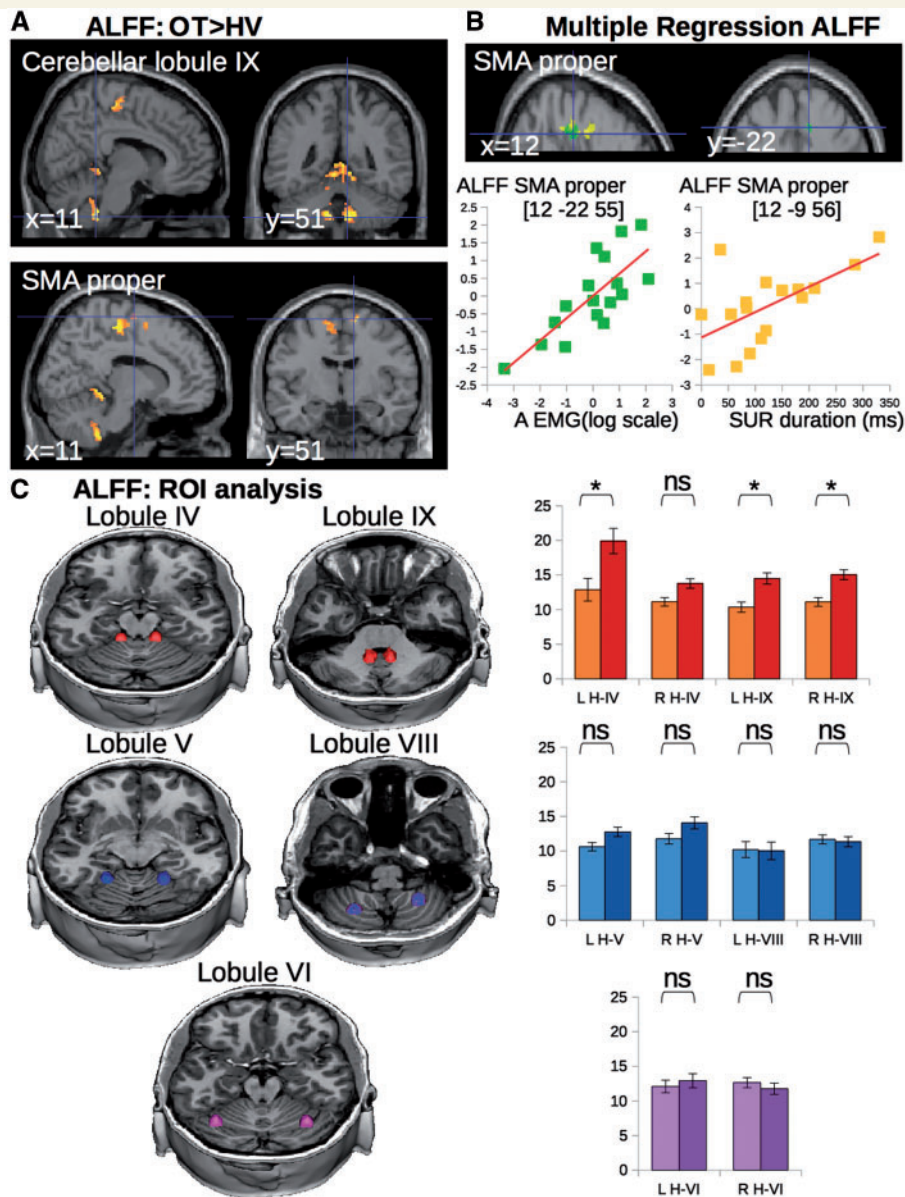 A
ALFF: OT>HV
Cerebellar lobule IX
x=11
y=51
SMA proper
x=11
y=51
B
Multiple Regression ALFF
SMA proper
x=12
y=-22
ALFF SMA proper
[12 -22 55]
2.5
2
1.5
1
0.5
0
-0.5
-1
-1.5
-2
2.5
-4 -3 -2 -1 0 1 2 3
A EMG(log scale)
ALFF SMA proper
[12 -9 56]
4
3
2
1
0
-1
-2
-3
0 50 100 150 200 250 300 350
SUR duration (ms)
C
ALFF: ROI analysis
Lobule IV
Lobule IX
Lobule V
Lobule VIII
Lobule VI
* ns * *
25
20
15
10
5
0
L H-IV R H-IV L H-IX R H-IX
ns ns ns ns
25
20
15
10
5
0
L H-V R H-V L H-VIII R H-VIII
ns ns
25
20
15
10
5
0
L H-VI R H-VI